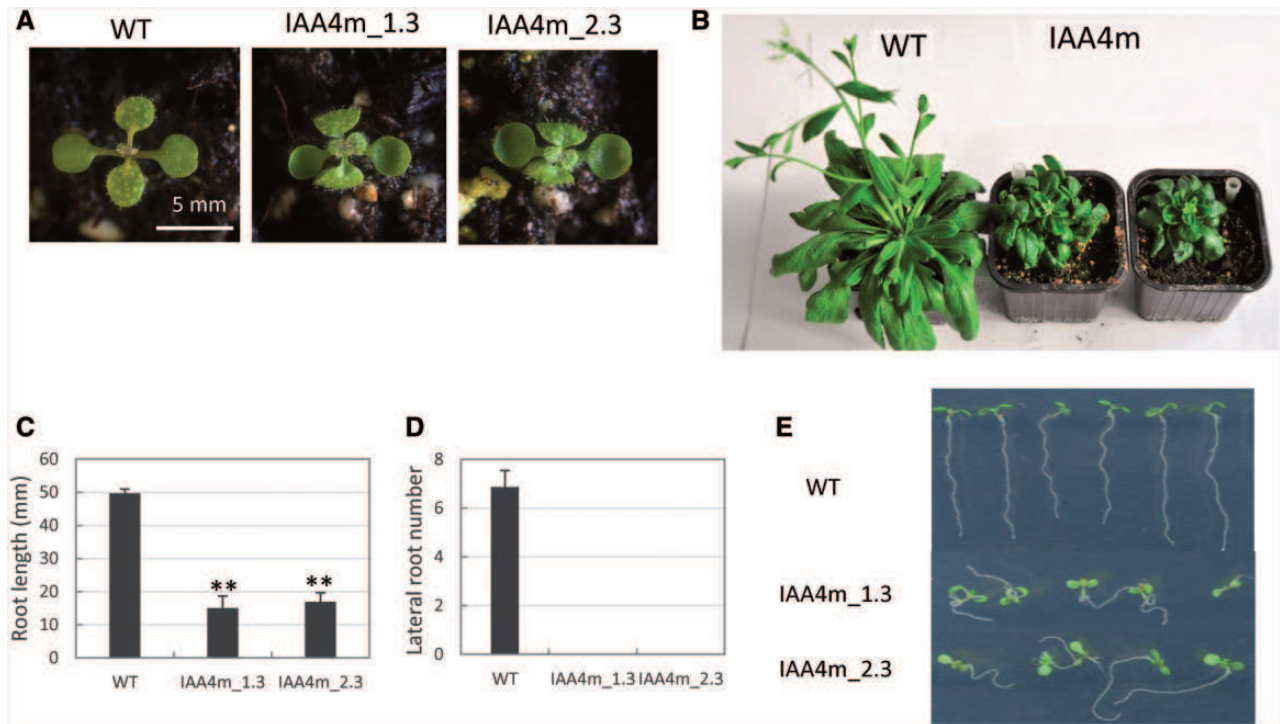 A
WT
IAA4m_1.3
IAA4m_2.3
5 mm
B
WT
IAA4m
C
Root length (mm)
60
50
40
30
20
10
0
**
**
WT
IAA4m_1.3
IAA4m_2.3
D
Lateral root number
8
6
4
2
0
WT
IAA4m_1.3
IAA4m_2.3
E
WT
IAA4m_1.3
IAA4m_2.3